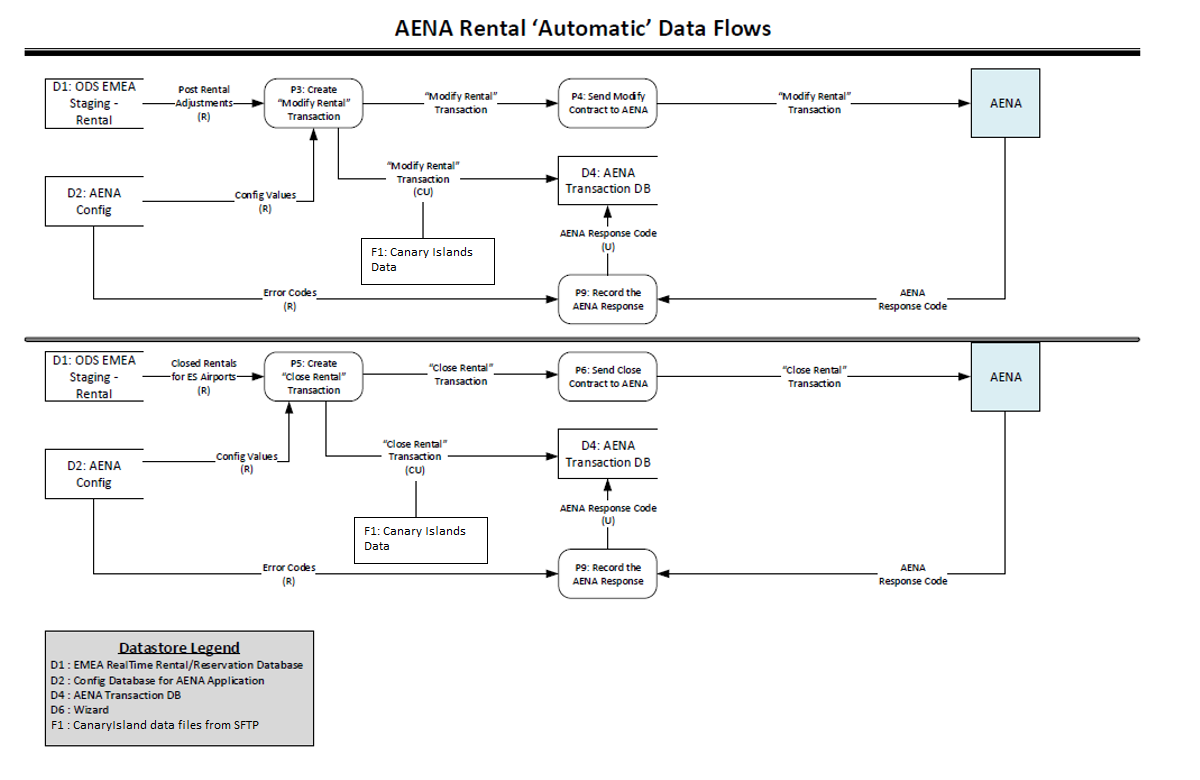 AENA Rental ‘Automatic’ Data Flows
D1: ODS EMEA
Staging -
Rental
Post Rental
Adjustments
(R)
P3: Create
“Modify Rental”
Transaction
“Modify Rental”
Transaction
P4: Send Modify
Contract to AENA
“Modify Rental”
Transaction
AENA
D2: AENA
Config
Config Values
(R)
“Modify Rental”
Transaction
(CU)
D4: AENA
Transaction DB
F1: Canary Islands
Data
AENA Response Code
(U)
Error Codes
(R)
P9: Record the
AENA Response
AENA
Response Code
D1: ODS EMEA
Staging -
Rental
Closed Rentals
for ES Airports
(R)
P5: Create
“Close Rental”
Transaction
“Close Rental”
Transaction
P6: Send Close
Contract to AENA
“Close Rental”
Transaction
AENA
D2: AENA
Config
Config Values
(R)
“Close Rental”
Transaction
(CU)
D4: AENA
Transaction DB
F1: Canary Islands
Data
AENA Response Code
(U)
Error Codes
(R)
P9: Record the
AENA Response
AENA
Response Code
Datastore Legend
D1 : EMEA RealTime Rental/Reservation Database
D2 : Config Database for AENA Application
D4 : AENA Transaction DB
D6 : Wizard
F1 : CanaryIsland data files from SFTP